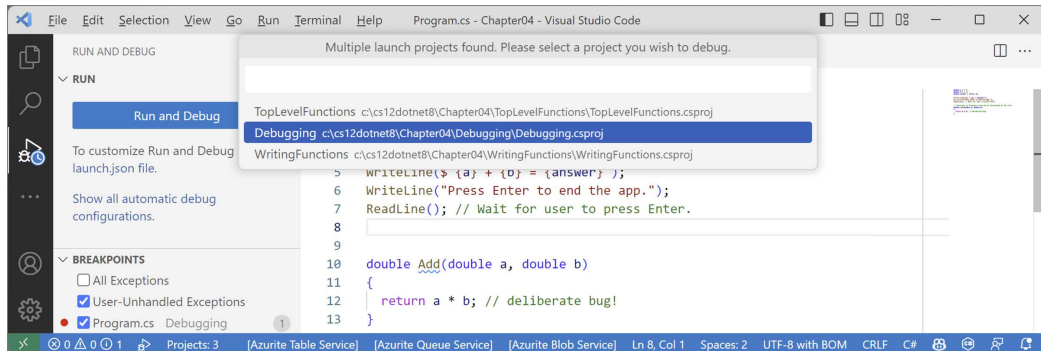 File Edit Selection View Go Run Terminal Help Program.cs - Chapter04 - Visual Studio Code
RUN AND DEBUG
RUN
Run and Debug
To customize Run and Debug
launch.json file.
Show all automatic debug
configurations.
BREAKPOINTS
All Exceptions
User-Unhandled Exceptions
Program.cs Debugging 1
Multiple launch projects found. Please select a project you wish to debug.
TopLevelFunctions c:\cs12dotnet8\Chapter04\TopLevelFunctions\TopLevelFunctions.csproj
Debugging c:\cs12dotnet8\Chapter04\Debugging\Debugging.csproj
WritingFunctions c:\cs12dotnet8\Chapter04\WritingFunctions\WritingFunctions.csproj
5 WriteLine($"{a} + {b} = {answer}");
6 WriteLine("Press Enter to end the app.");
7 ReadLine(); // Wait for user to press Enter.
8
9
10 double Add(double a, double b)
11 {
12 return a * b; // deliberate bug!
13 }
0 0 1 Projects: 3 [Azurite Table Service] [Azurite Queue Service] [Azurite Blob Service] Ln 8, Col 1 Spaces: 2 UTF-8 with BOM CRLF C#